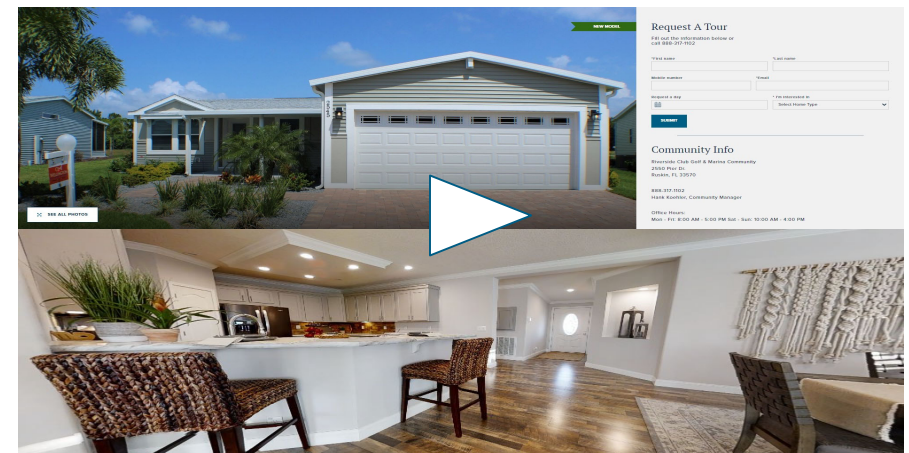 NEW MODEL
SEE ALL PHOTOS
Request A Tour
Fill out the information below or
call 888-317-1102
*First name
*Last name
Mobile number
*Email
Request a day
* I'm Interested In
Select Home Type
SUBMIT
Community Info
Riverside Club Golf & Marina Community
2550 Pier Dr.
Ruskin, FL 33570
888-317-1102
Hank Koehler, Community Manager
Office Hours:
Mon - Fri: 8:00 AM - 5:00 PM Sat - Sun: 10:00 AM - 4:00 PM